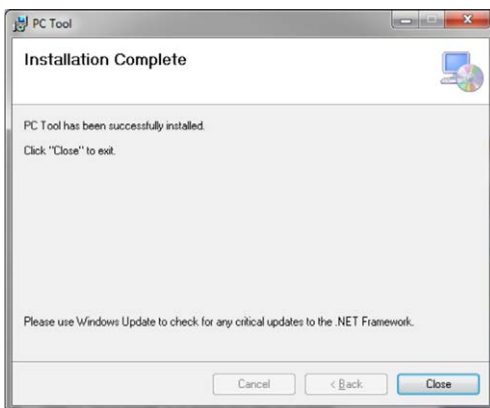 PC Tool
Installation Complete
PC Tool has been successfully installed.
Click "Close" to exit.
Please use Windows Update to check for any critical updates to the .NET Framework.
Cancel
< Back
Close